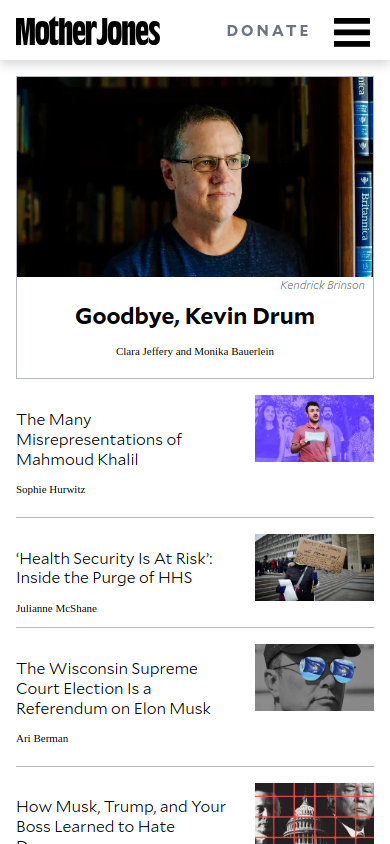 Mother Jones
DONATE
Britannica
Kendrick Brinson
Goodbye, Kevin Drum
Clara Jeffery and Monika Bauerlein
The Many
Misrepresentations of
Mahmoud Khalil
Sophie Hurwitz
‘Health Security Is At Risk’:
Inside the Purge of HHS
Julianne McShane
The Wisconsin Supreme
Court Election Is a
Referendum on Elon Musk
Ari Berman
How Musk, Trump, and Your
Boss Learned to Hate